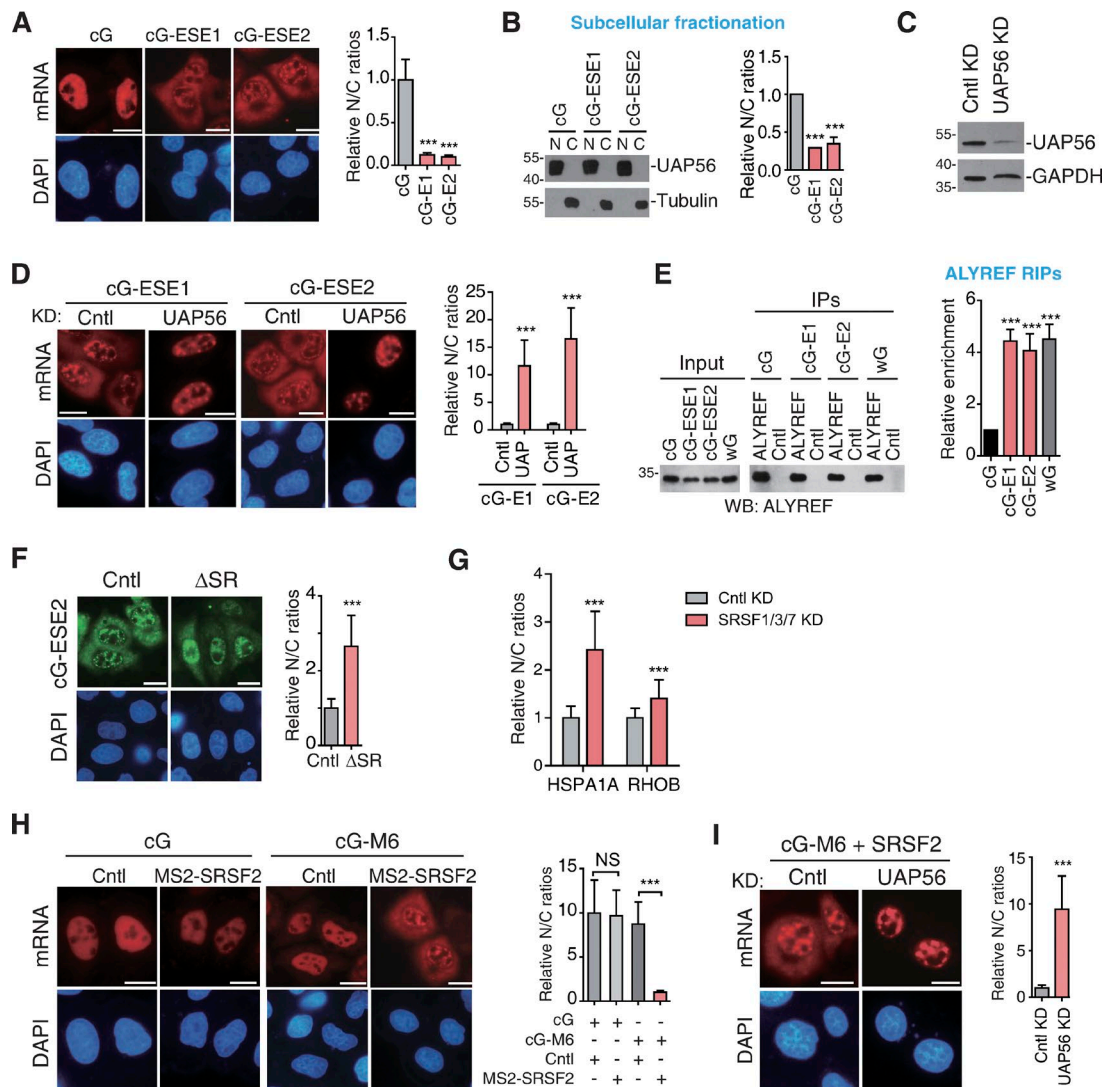 A
cG
cG-ESE1
cG-ESE2
mRNA
DAPI
Relative N/C ratios
1.5
1.0
0.5
0.0
***
***
cG
cG-E1
cG-E2
B
Subcellular fractionation
cG
cG-ESE1
cG-ESE2
N C N C N C
55-
40-
-UAP56
55-
-Tubulin
Relative N/C ratios
1.5
1.0
0.5
0.0
***
***
cG
cG-E1
cG-E2
C
Cntl KD
UAP56 KD
55-
-UAP56
40-
35-
-GAPDH
D
cG-ESE1
cG-ESE2
KD:
Cntl
UAP56
Cntl
UAP56
mRNA
DAPI
Relative N/C ratios
25
20
15
10
5
0
***
***
Cntl
UAP
Cntl
UAP
cG-E1
cG-E2
E
ALYREF RIPs
IPs
Input
cG
cG-E1
cG-E2
wG
cG
cG-ESE1
cG-ESE2
wG
ALYREF
Cntl
ALYREF
Cntl
ALYREF
Cntl
ALYREF
Cntl
35-
WB: ALYREF
Relative enrichment
6
4
2
0
***
***
***
cG
cG-E1
cG-E2
wG
F
Cntl
ΔSR
cG-ESE2
DAPI
Relative N/C ratios
4
2
0
***
Cntl ΔSR
G
Relative N/C ratios
4
3
2
1
0
***
***
HSPA1A
RHOB
Cntl KD
SRSF1/3/7 KD
H
cG
cG-M6
Cntl
MS2-SRSF2
Cntl
MS2-SRSF2
mRNA
DAPI
Relative N/C ratios
15
10
5
0
NS
***
cG + + - -
cG-M6 - - + +
Cntl + - + -
MS2-SRSF2 - + - +
I
cG-M6 + SRSF2
KD:
Cntl
UAP56
mRNA
DAPI
Relative N/C ratios
15
10
5
0
***
Cntl KD
UAP56 KD